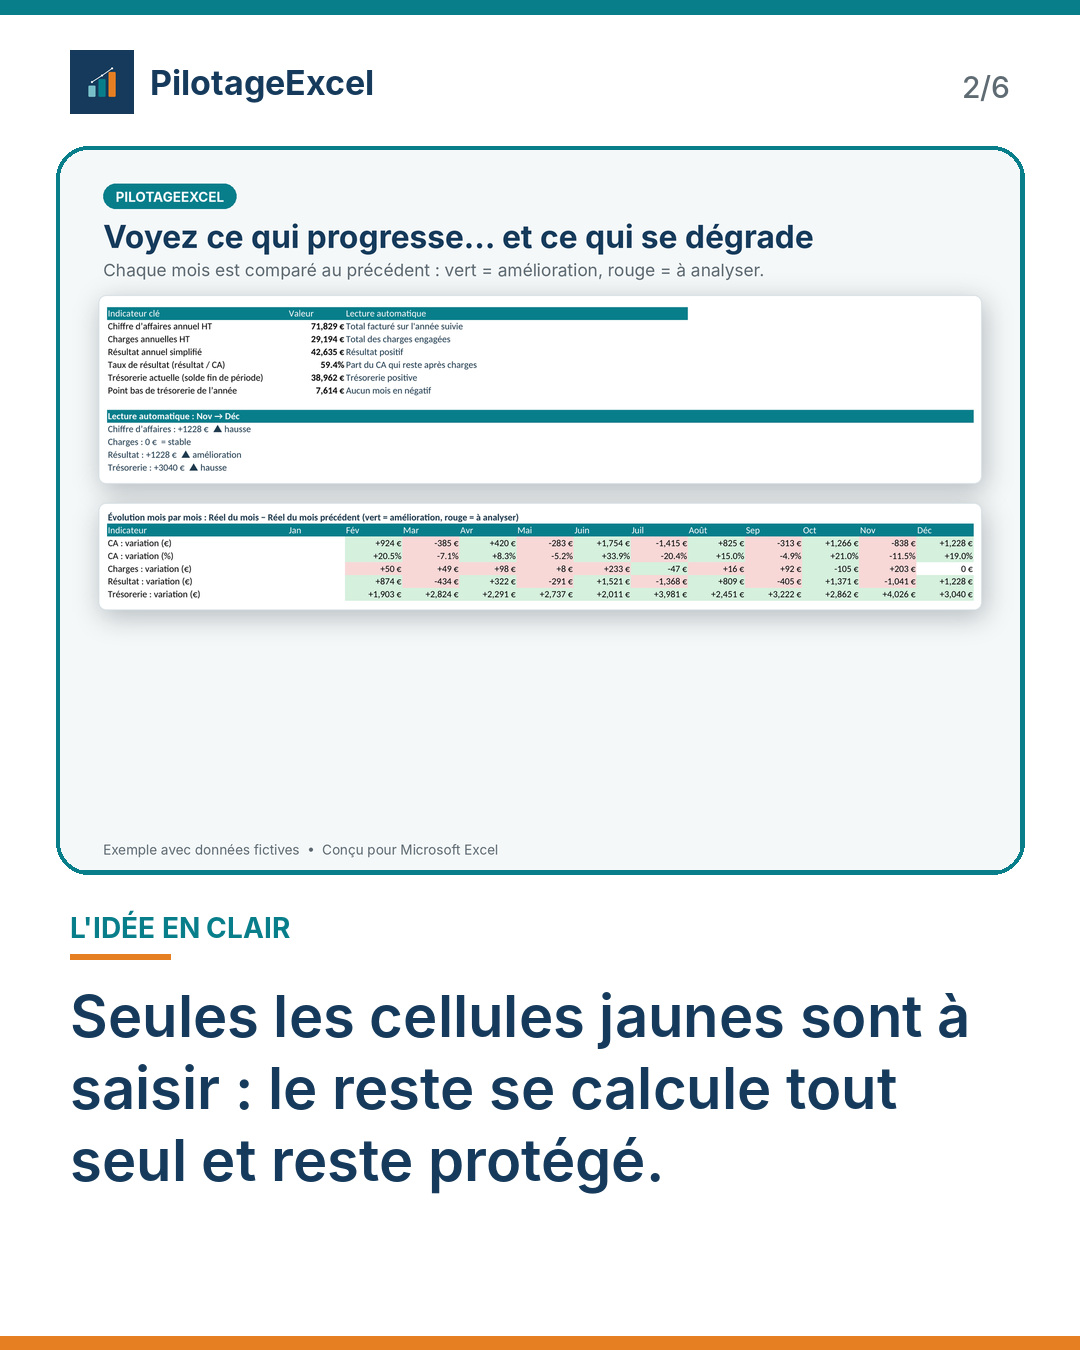 PilotageExcel
2/6
PILOTAGEEXCEL
Voyez ce qui progresse... et ce qui se dégrade
Chaque mois est comparé au précédent : vert = amélioration, rouge = à analyser.
Indicateur clé Valeur Lecture automatique
Chiffre d'affaires annuel HT 71,829 € Total facturé sur l'année suivie
Charges annuelles HT 29,194 € Total des charges engagées
Résultat annuel simplifié 42,635 € Résultat positif
Taux de résultat (résultat / CA) 59.4% Part du CA qui reste après charges
Trésorerie actuelle (solde fin de période) 38,962 € Trésorerie positive
Point bas de trésorerie de l'année 7,614 € Aucun mois en négatif
Lecture automatique : Nov → Déc
Chiffre d'affaires : +1228 € ▲ hausse
Charges : 0 € = stable
Résultat : +1228 € ▲ amélioration
Trésorerie : +3040 € ▲ hausse
Évolution mois par mois : Réel du mois − Réel du mois précédent (vert = amélioration, rouge = à analyser)
Indicateur Jan Fév Mar Avr Mai Juin Juil Août Sep Oct Nov Déc
CA : variation (€) +924 € -385 € +420 € -283 € +1,754 € -1,415 € +825 € -313 € +1,266 € -838 € +1,228 €
CA : variation (%) +20.5% -7.1% +8.3% -5.2% +33.9% -20.4% +15.0% -4.9% +21.0% -11.5% +19.0%
Charges : variation (€) +50 € +49 € +98 € +8 € +233 € -47 € +16 € +92 € -105 € +203 € 0 €
Résultat : variation (€) +874 € -434 € +322 € -291 € +1,521 € -1,368 € +809 € -405 € +1,371 € -1,041 € +1,228 €
Trésorerie : variation (€) +1,903 € +2,824 € +2,291 € +2,737 € +2,011 € +3,981 € +2,451 € +3,222 € +2,862 € +4,026 € +3,040 €
Exemple avec données fictives • Conçu pour Microsoft Excel
L'IDÉE EN CLAIR
Seules les cellules jaunes sont à
saisir : le reste se calcule tout
seul et reste protégé.